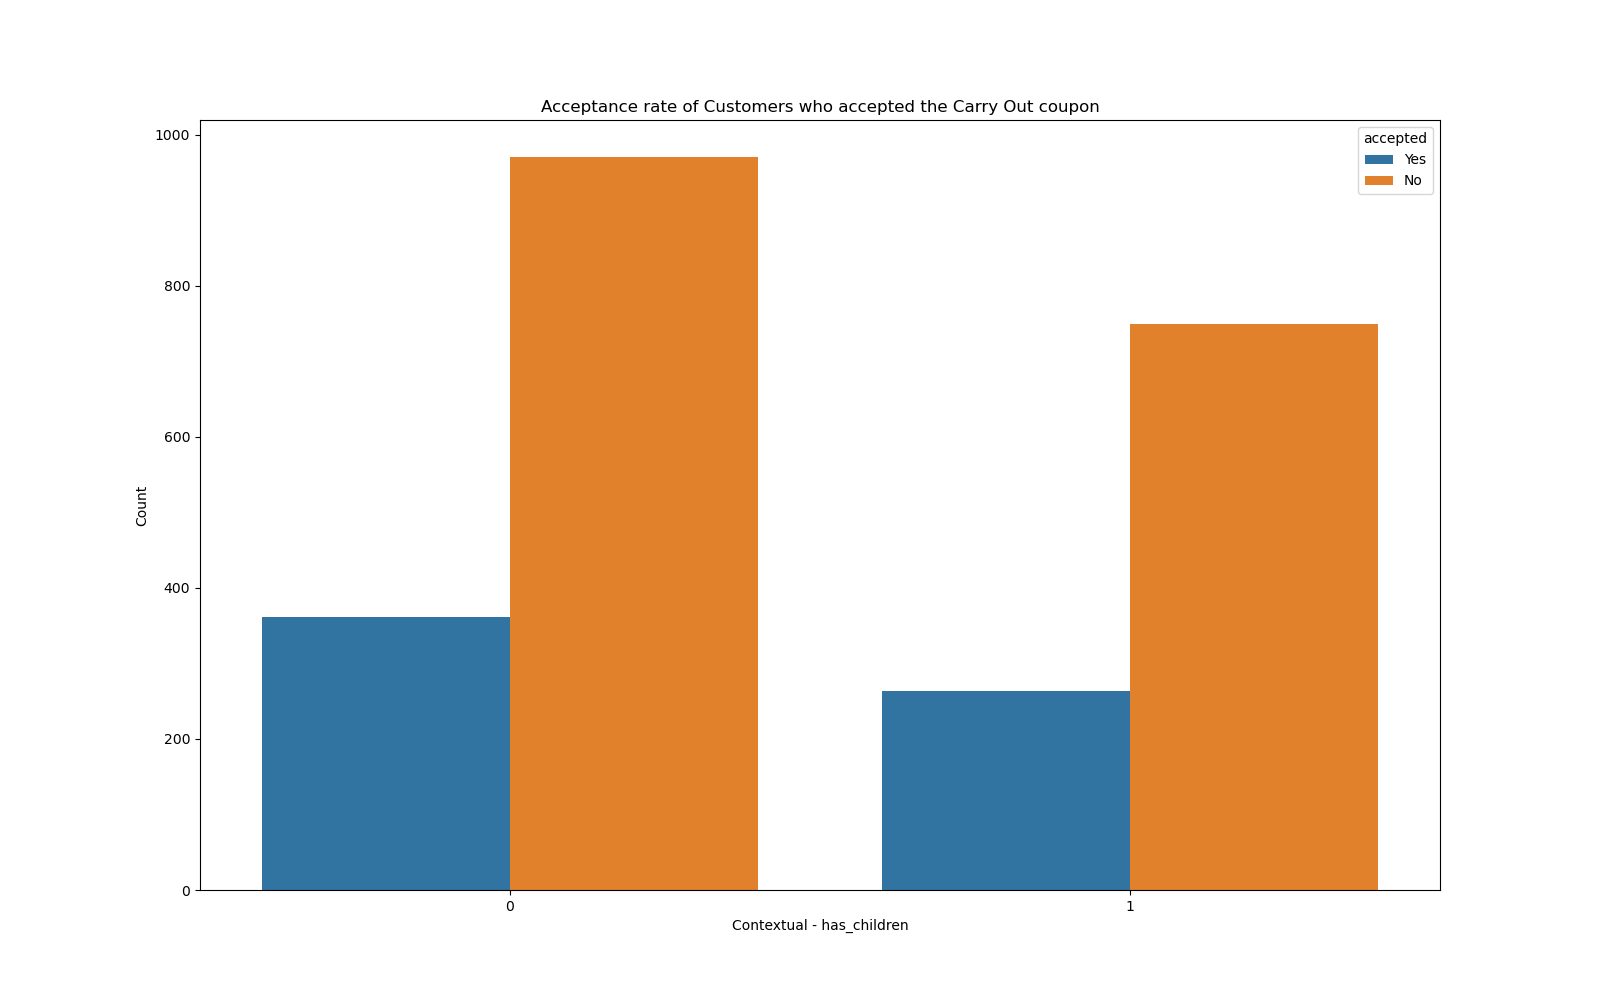 Acceptance rate of Customers who accepted the Carry Out coupon
accepted
Yes
No
1000
800
600
400
200
0
Count
0
1
Contextual - has_children